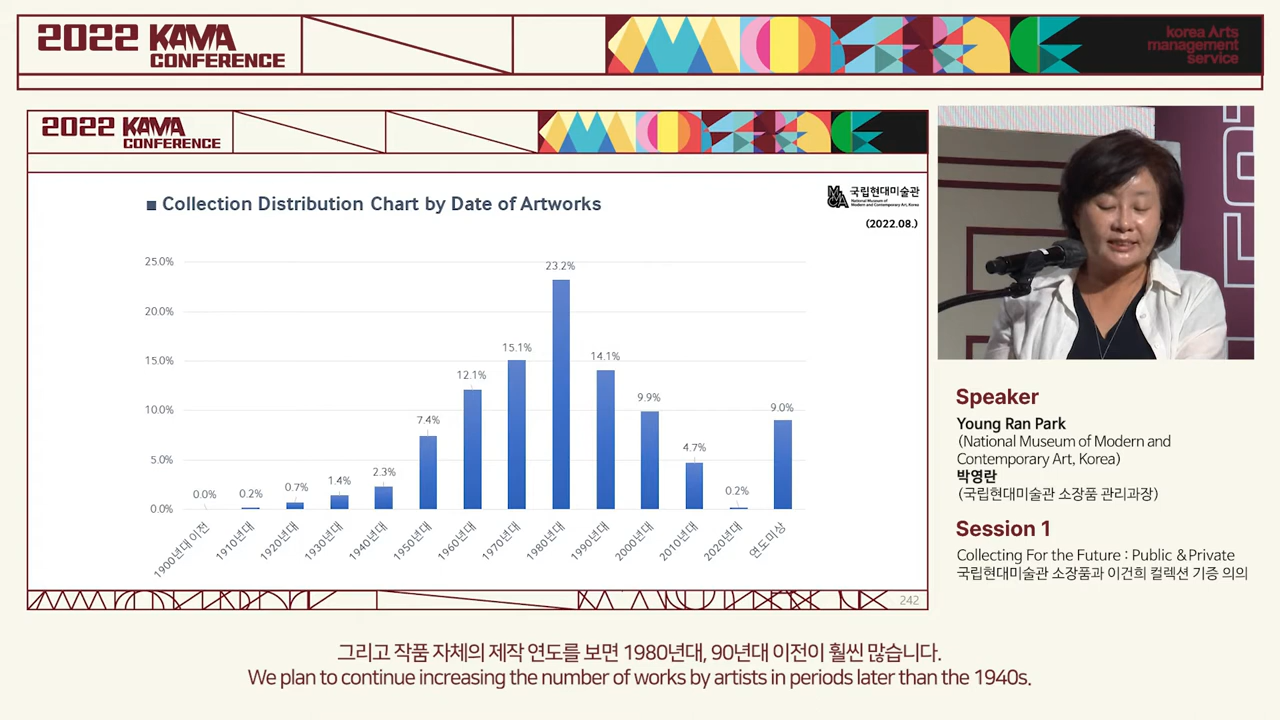 2022 KAMA
CONFERENCE
korea Arts
management
service
2022 KAMA
CONFERENCE
■ Collection Distribution Chart by Date of Artworks
국립현대미술관
National Museum of
Modern and Contemporary Art, Korea
(2022.08.)
25.0%
20.0%
15.0%
10.0%
5.0%
0.0%
0.0%
0.2%
0.7%
1.4%
2.3%
7.4%
12.1%
15.1%
23.2%
14.1%
9.9%
4.7%
0.2%
9.0%
1900년대 이전
1910년대
1920년대
1930년대
1940년대
1950년대
1960년대
1970년대
1980년대
1990년대
2000년대
2010년대
2020년대
연도미상
242
Speaker
Young Ran Park
(National Museum of Modern and
Contemporary Art, Korea)
박영란
(국립현대미술관 소장품 관리과장)
Session 1
Collecting For the Future : Public & Private
국립현대미술관 소장품과 이건희 컬렉션 기증 의의
그리고 작품 자체의 제작 연도를 보면 1980년대, 90년대 이전이 훨씬 많습니다.
We plan to continue increasing the number of works by artists in periods later than the 1940s.